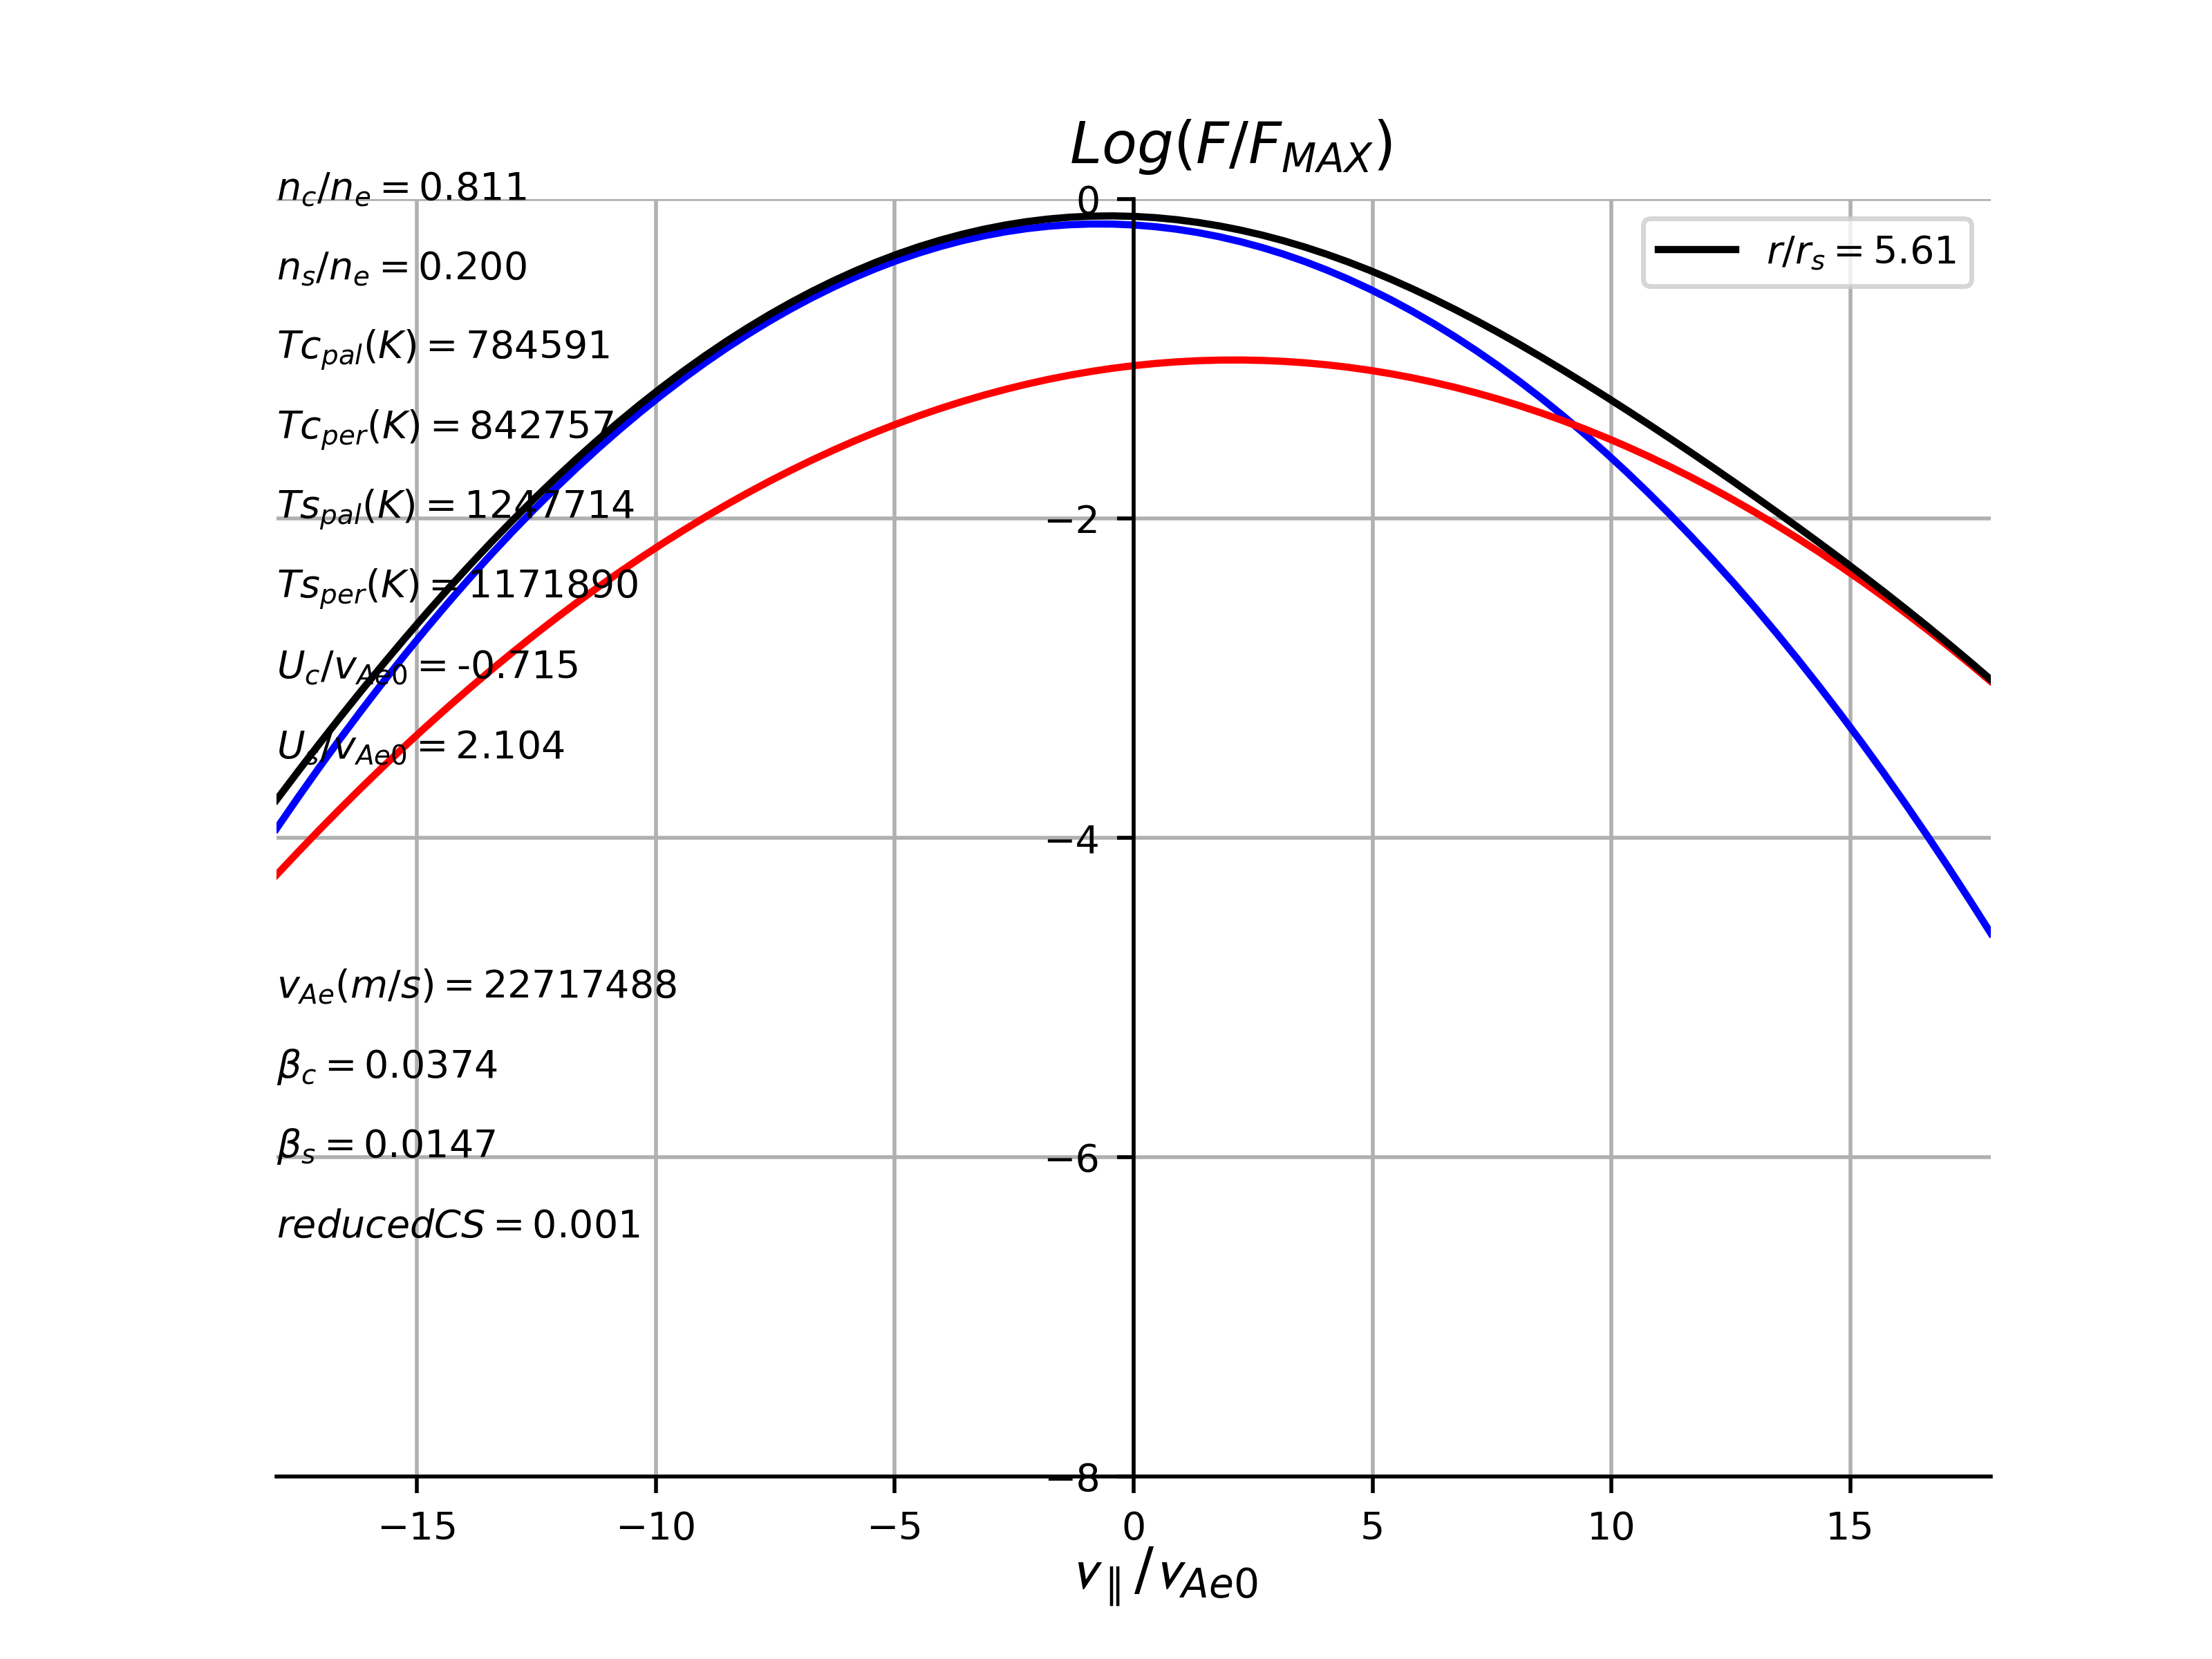 Log(F/F_MAX)
n_c/n_e = 0.811
n_s/n_e = 0.200
Tc_pal(K) = 784591
Tc_per(K) = 842757
Ts_pal(K) = 1247714
Ts_per(K) = 1171890
U_c/v_Ae0 = -0.715
U_s/v_Ae0 = 2.104
v_Ae(m/s) = 22717488
β_c = 0.0374
β_s = 0.0147
reducedCS = 0.001
r/r_s = 5.61
0
−2
−4
−6
−8
−15 −10 −5 0 5 10 15
v_∥/v_Ae0